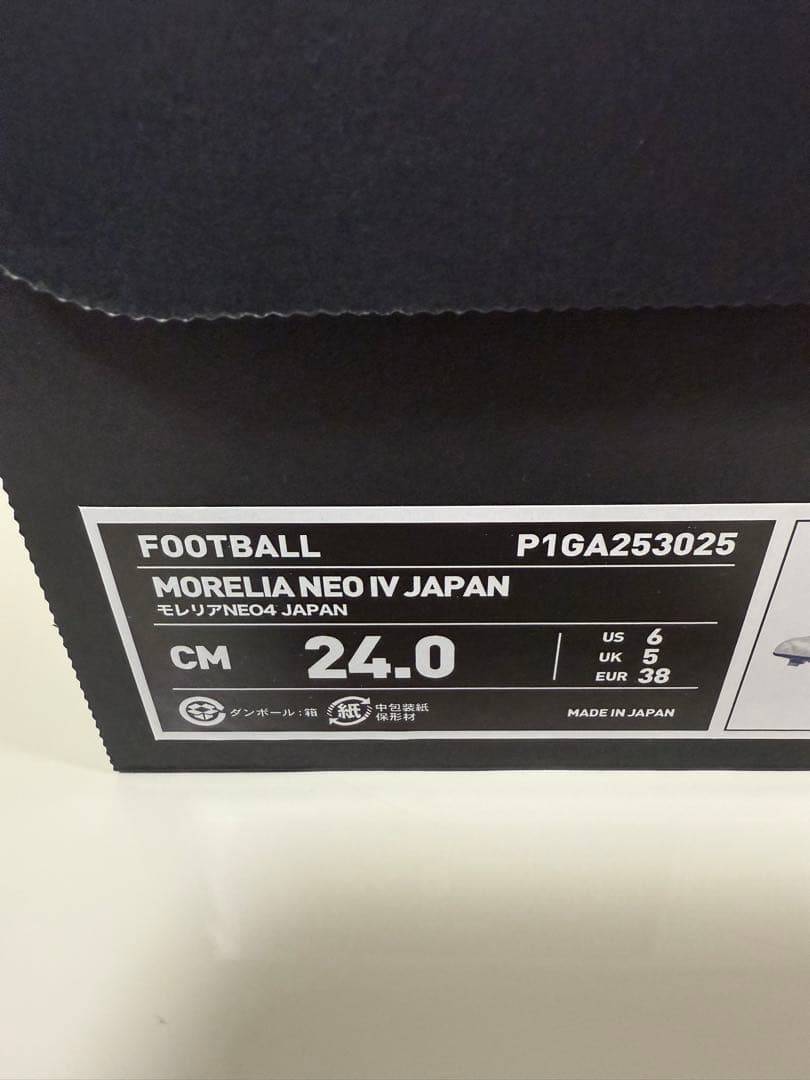 FOOTBALL P1GA253025
MORELIA NEO IV JAPAN
モレリアNEO4 JAPAN
CM 24.0
US 6
UK 5
EUR 38
ダンボール：箱 紙 中包装紙
保形材
MADE IN JAPAN